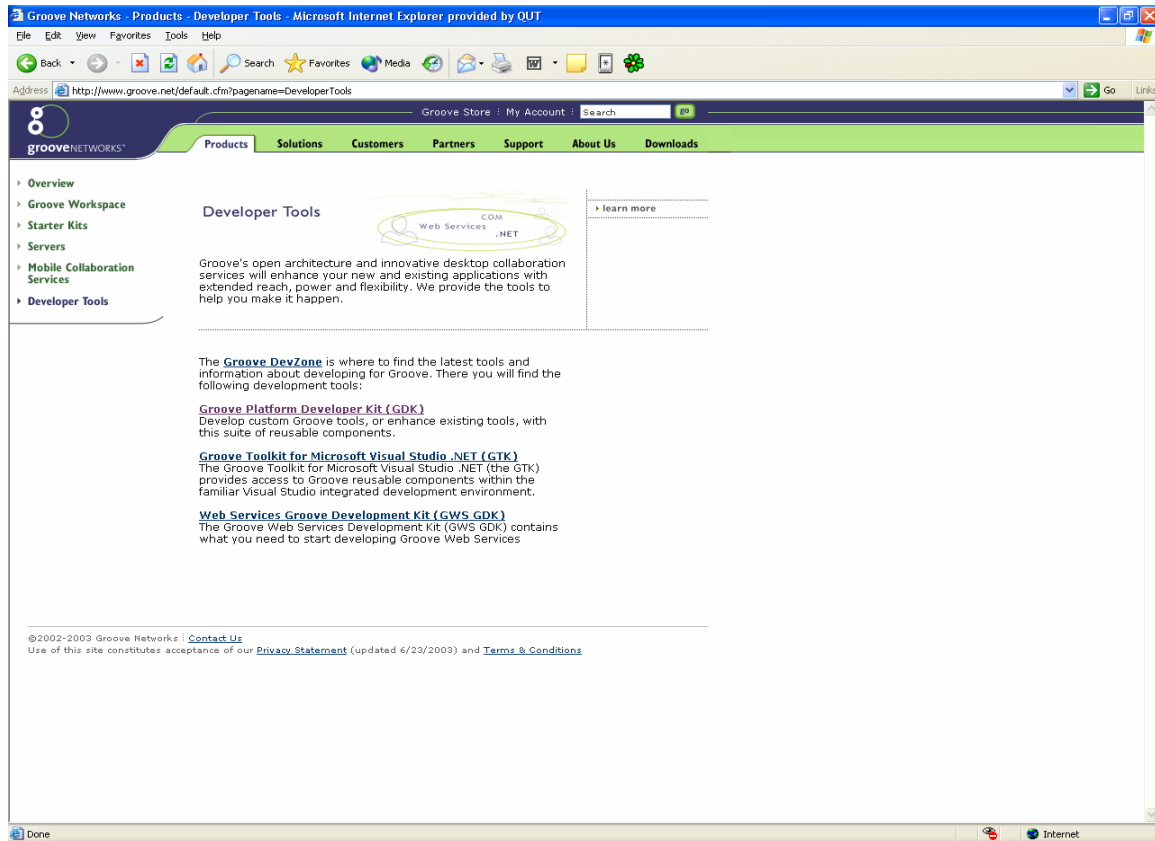 Groove Networks - Products - Developer Tools - Microsoft Internet Explorer provided by QUT
File Edit View Favorites Tools Help
Back Search Favorites Media
Address http://www.groove.net/default.cfm?pagename=DeveloperTools Go Links
Groove Store My Account Search go
grooveNETWORKS
Products Solutions Customers Partners Support About Us Downloads
Overview
Groove Workspace
Starter Kits
Servers
Mobile Collaboration
Services
Developer Tools
Developer Tools
COM
Web Services
.NET
learn more
Groove's open architecture and innovative desktop collaboration
services will enhance your new and existing applications with
extended reach, power and flexibility. We provide the tools to
help you make it happen.
The Groove DevZone is where to find the latest tools and
information about developing for Groove. There you will find the
following development tools:
Groove Platform Developer Kit (GDK)
Develop custom Groove tools, or enhance existing tools, with
this suite of reusable components.
Groove Toolkit for Microsoft Visual Studio .NET (GTK)
The Groove Toolkit for Microsoft Visual Studio .NET (the GTK)
provides access to Groove reusable components within the
familiar Visual Studio integrated development environment.
Web Services Groove Development Kit (GWS GDK)
The Groove Web Services Development Kit (GWS GDK) contains
what you need to start developing Groove Web Services
©2002-2003 Groove Networks Contact Us
Use of this site constitutes acceptance of our Privacy Statement (updated 6/23/2003) and Terms & Conditions
Done Internet